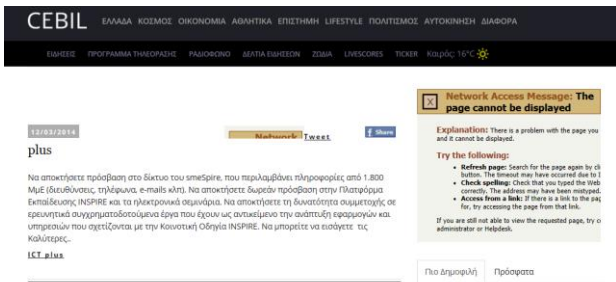 CEBIL
ΕΛΛΑΔΑ ΚΟΣΜΟΣ ΟΙΚΟΝΟΜΙΑ ΑΘΛΗΤΙΚΑ ΕΠΙΣΤΗΜΗ LIFESTYLE ΠΟΛΙΤΙΣΜΟΣ ΑΥΤΟΚΙΝΗΣΗ ΔΙΑΦΟΡΑ
ΕΙΔΗΣΕΙΣ ΠΡΟΓΡΑΜΜΑ ΤΗΛΕΟΡΑΣΗΣ ΡΑΔΙΟΦΩΝΟ ΔΕΛΤΙΑ ΕΙΔΗΣΕΩΝ ΖΩΔΙΑ LIVESCORES TICKER Καιρός: 16°C
12/03/2014
Network Tweet
Share
plus
Να αποκτήσετε πρόσβαση στο δίκτυο του smeSpire, που περιλαμβάνει πληροφορίες από 1.800
ΜμΕ (διευθύνσεις, τηλέφωνα, e-mails κλπ). Να αποκτήσετε δωρεάν πρόσβαση στην Πλατφόρμα
Εκπαίδευσης INSPIRE και τα ηλεκτρονικά σεμινάρια. Να αποκτήσετε τη δυνατότητα συμμετοχής σε
ερευνητικά συγχρηματοδοτούμενα έργα που έχουν ως αντικείμενο την ανάπτυξη εφαρμογών και
υπηρεσιών που σχετίζονται με την Κοινοτική Οδηγία INSPIRE. Να μπορείτε να εισάγετε τις
Καλύτερες..
ICT plus
Network Access Message: The
page cannot be displayed
Explanation: There is a problem with the page you
and it cannot be displayed.
Try the following:
• Refresh page: Search for the page again by cli
button. The timeout may have occurred due to I
• Check spelling: Check that you typed the Web
correctly. The address may have been mistyped.
• Access from a link: If there is a link to the pag
for, try accessing the page from that link.
If you are still not able to view the requested page, try co
administrator or Helpdesk.
Πιο Δημοφιλή Πρόσφατα